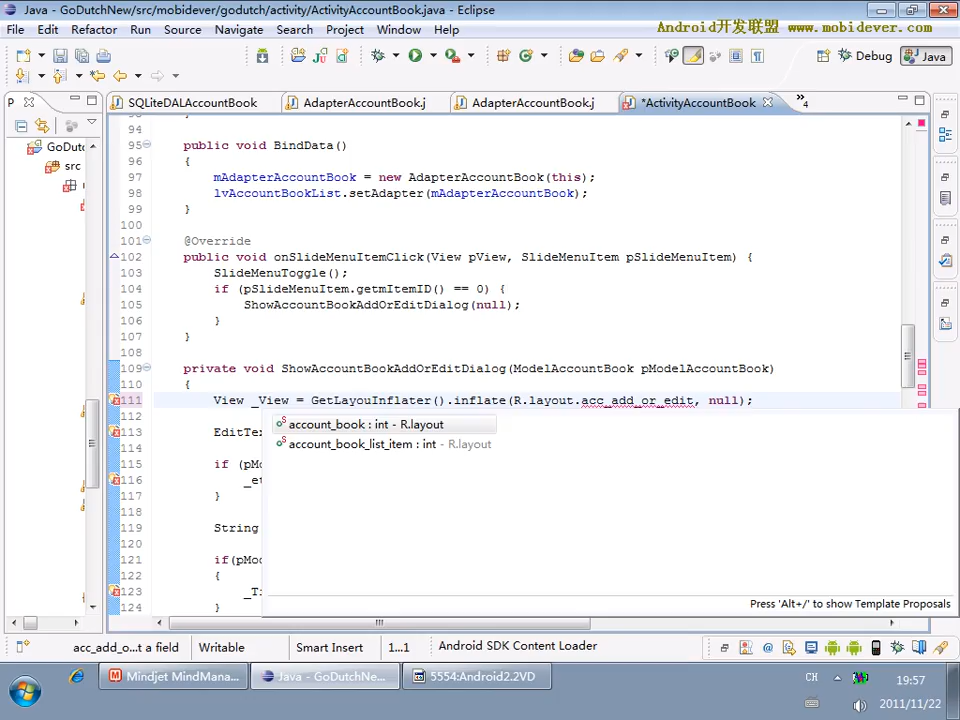 Java - GoDutchNew/src/mobidever/godutch/activity/ActivityAccountBook.java - Eclipse
Android开发联盟 www.mobidever.com
File Edit Refactor Run Source Navigate Search Project Window Help
Debug Java
P SQLiteDALAccountBook AdapterAccountBook.j AdapterAccountBook.j *ActivityAccountBook »4
GoDutc
src
94
95 public void BindData()
96 {
97 mAdapterAccountBook = new AdapterAccountBook(this);
98 lvAccountBookList.setAdapter(mAdapterAccountBook);
99 }
100
101 @Override
102 public void onSlideMenuItemClick(View pView, SlideMenuItem pSlideMenuItem) {
103 SlideMenuToggle();
104 if (pSlideMenuItem.getmItemID() == 0) {
105 ShowAccountBookAddOrEditDialog(null);
106 }
107 }
108
109 private void ShowAccountBookAddOrEditDialog(ModelAccountBook pModelAccountBook)
110 {
111 View _View = GetLayouInflater().inflate(R.layout.acc_add_or_edit, null);
112
account_book : int - R.layout
113 EditTe
account_book_list_item : int - R.layout
114
115 if (pMo
116 _et
117 }
118
119 String
120
121 if(pMod
122 {
123 _Ti
124 }
Press 'Alt+/' to show Template Proposals
acc_add_o...t a field Writable Smart Insert 1...1 Android SDK Content Loader
Mindjet MindMana... Java - GoDutchNe... 5554:Android2.2VD
CH 19:57
2011/11/22